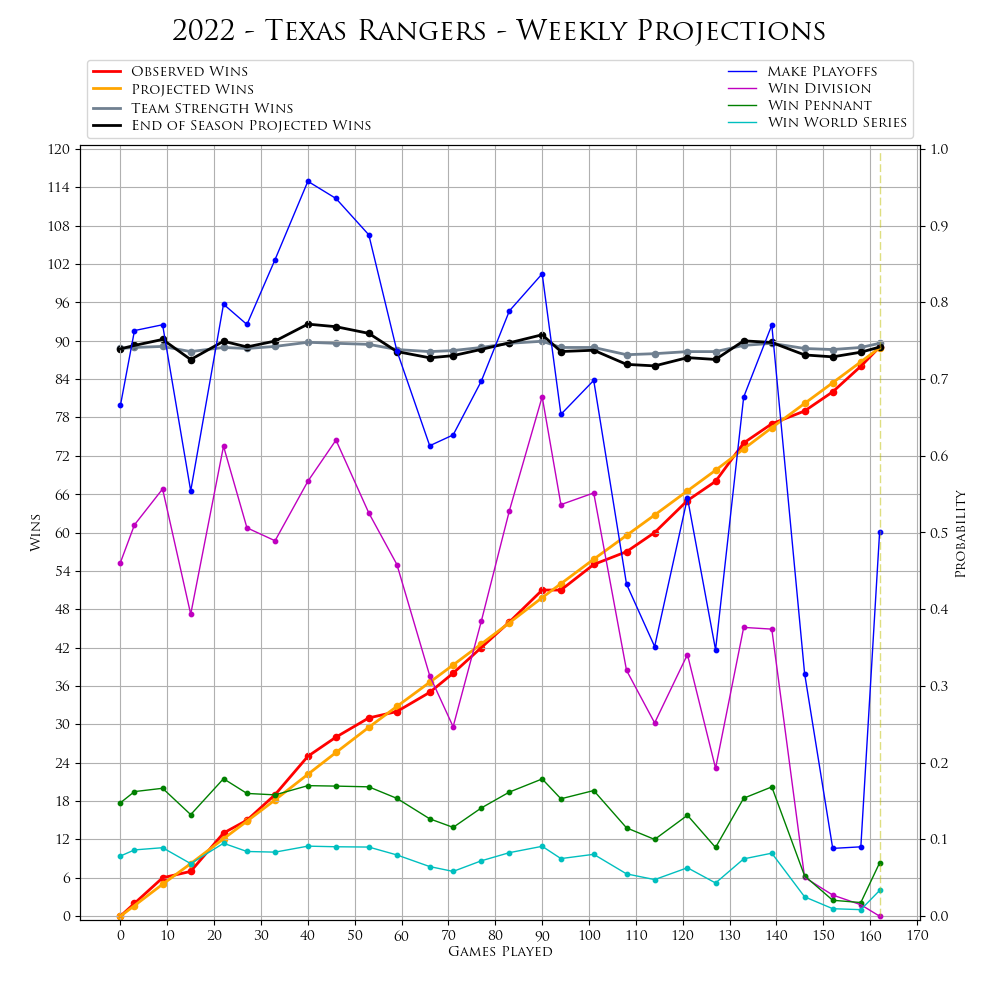 2022 - Texas Rangers - Weekly Projections
Observed Wins
Projected Wins
Team Strength Wins
End of Season Projected Wins
Make Playoffs
Win Division
Win Pennant
Win World Series
120
114
108
102
96
90
84
78
72
66
60
54
48
42
36
30
24
18
12
6
0
Wins
1.0
0.9
0.8
0.7
0.6
0.5
0.4
0.3
0.2
0.1
0.0
Probability
0 10 20 30 40 50 60 70 80 90 100 110 120 130 140 150 160 170
Games Played